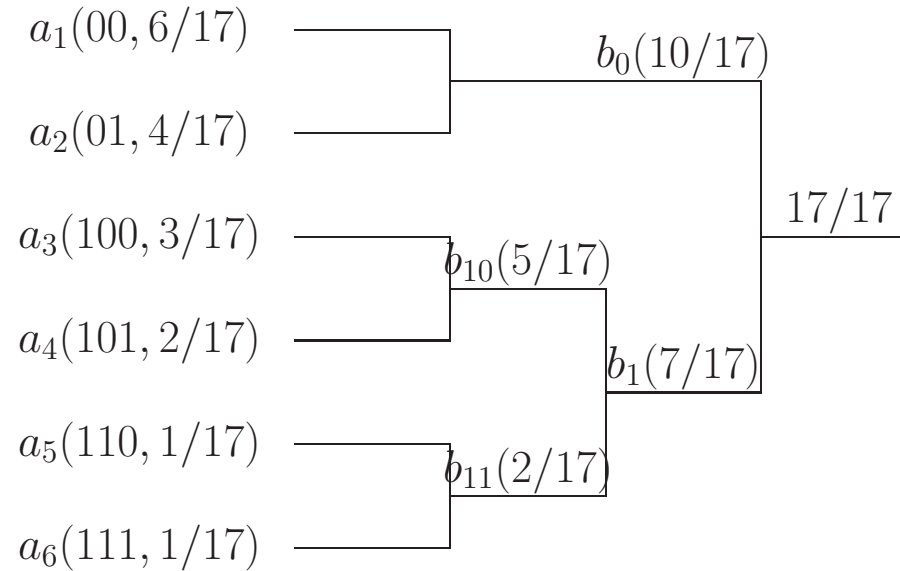 a₁(00, 6/17)
b₀(10/17)
a₂(01, 4/17)
17/17
a₃(100, 3/17)
b₁₀(5/17)
a₄(101, 2/17)
b₁(7/17)
a₅(110, 1/17)
b₁₁(2/17)
a₆(111, 1/17)